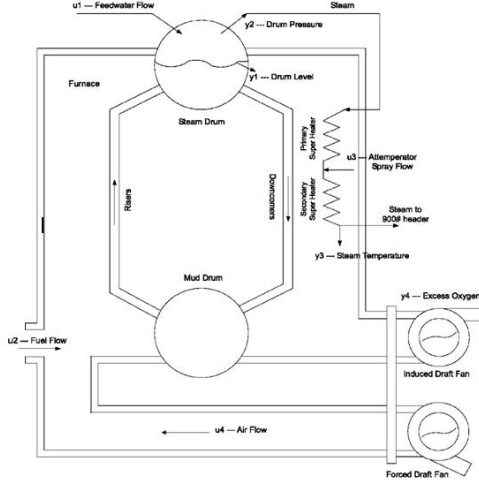 u1 --- Feedwater Flow
Steam
y2 --- Drum Pressure
y1 --- Drum Level
Furnace
Steam Drum
Primary
Super Heater
u3 --- Attemperator
Spray Flow
Risers
Downcomers
Secondary
Super Heater
Steam to
900# header
y3 --- Steam Temperature
Mud Drum
y4 --- Excess Oxygen
u2 --- Fuel Flow
Induced Draft Fan
u4 --- Air Flow
Forced Draft Fan